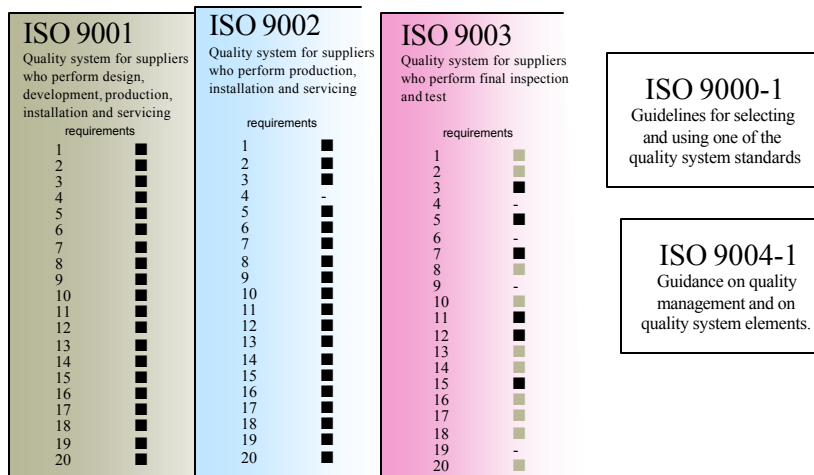 ISO 9001
Quality system for suppliers
who perform design,
development, production,
installation and servicing
requirements
1 ■
2 ■
3 ■
4 ■
5 ■
6 ■
7 ■
8 ■
9 ■
10 ■
11 ■
12 ■
13 ■
14 ■
15 ■
16 ■
17 ■
18 ■
19 ■
20 ■
ISO 9002
Quality system for suppliers
who perform production,
installation and servicing
requirements
1 ■
2 ■
3 ■
4 -
5 ■
6 ■
7 ■
8 ■
9 ■
10 ■
11 ■
12 ■
13 ■
14 ■
15 ■
16 ■
17 ■
18 ■
19 ■
20 ■
ISO 9003
Quality system for suppliers
who perform final inspection
and test
requirements
1 ■
2 ■
3 ■
4 -
5 ■
6 -
7 ■
8 ■
9 -
10 ■
11 ■
12 ■
13 ■
14 ■
15 ■
16 ■
17 ■
18 ■
19 -
20 ■
ISO 9000-1
Guidelines for selecting
and using one of the
quality system standards
ISO 9004-1
Guidance on quality
management and on
quality system elements.